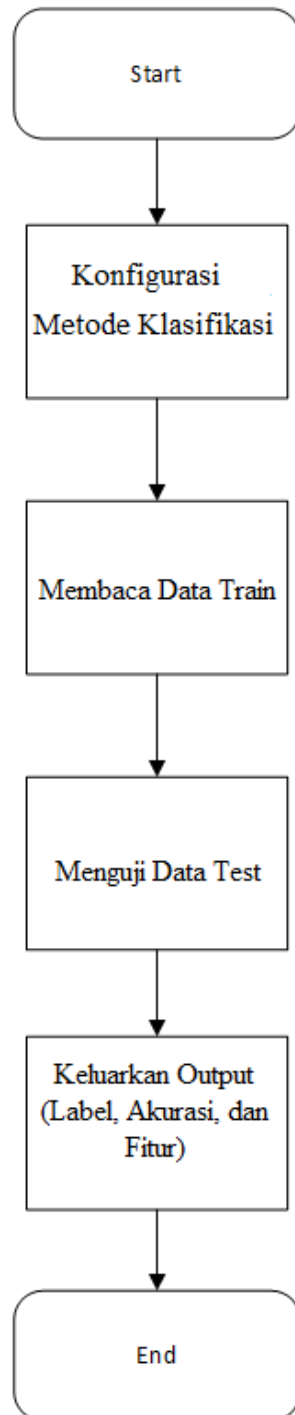 Start
Konfigurasi
Metode Klasifikasi
Membaca Data Train
Menguji Data Test
Keluarkan Output
(Label, Akurasi, dan
Fitur)
End